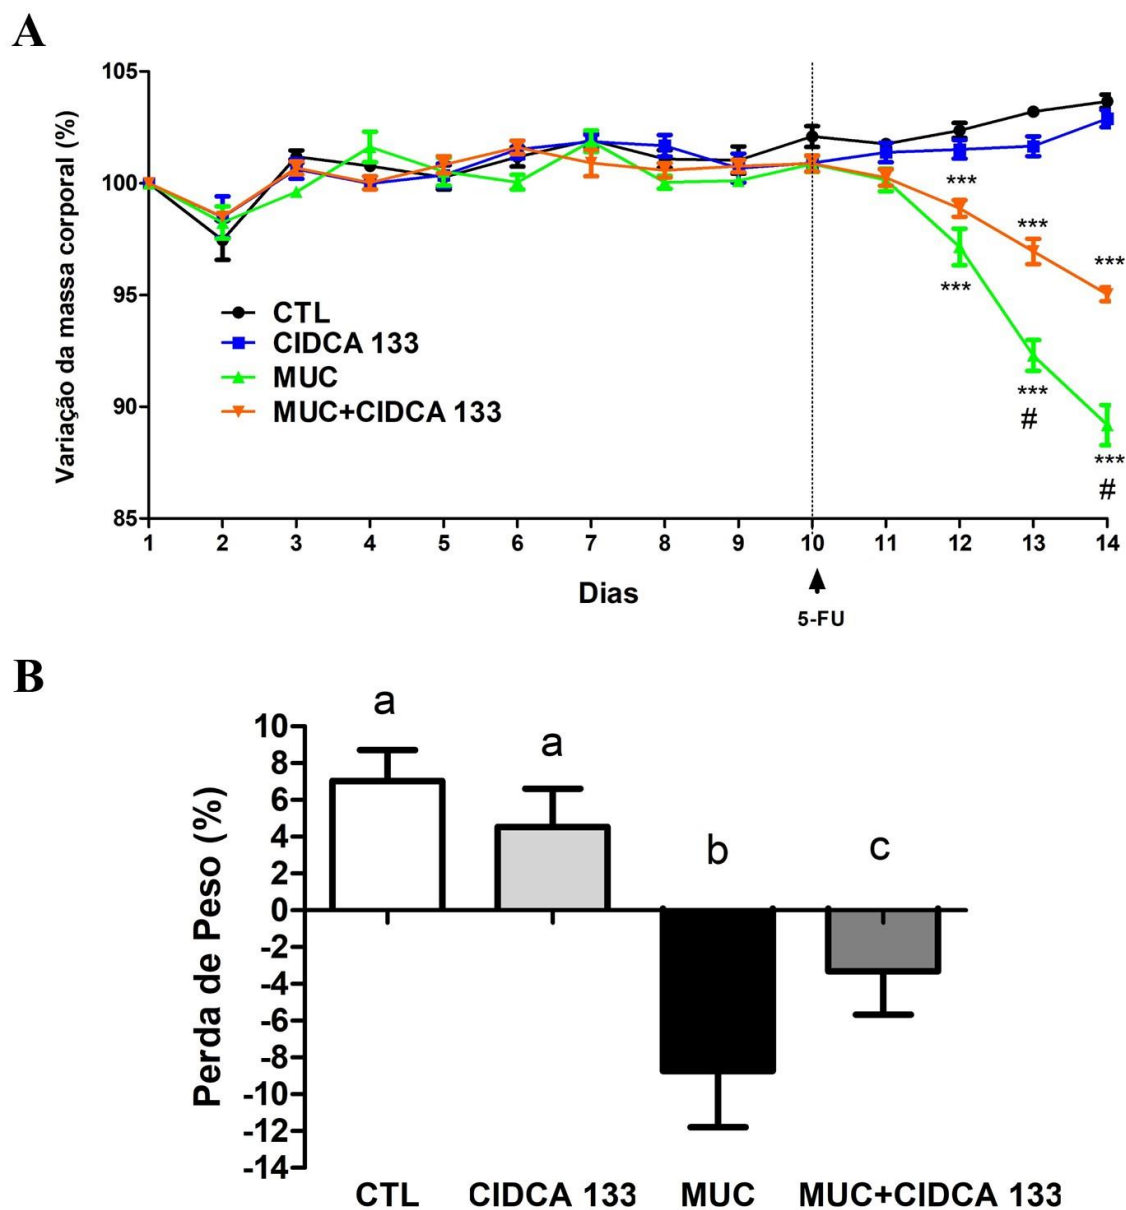 A
Variação da massa corporal (%)
105
100
95
90
85
CTL
CIDCA 133
MUC
MUC+CIDCA 133
***
***
***
***
***
#
***
#
1 2 3 4 5 6 7 8 9 10 11 12 13 14
Dias
5-FU
B
Perda de Peso (%)
10
8
6
4
2
0
-2
-4
-6
-8
-10
-12
-14
a
a
b
c
CTL CIDCA 133 MUC MUC+CIDCA 133